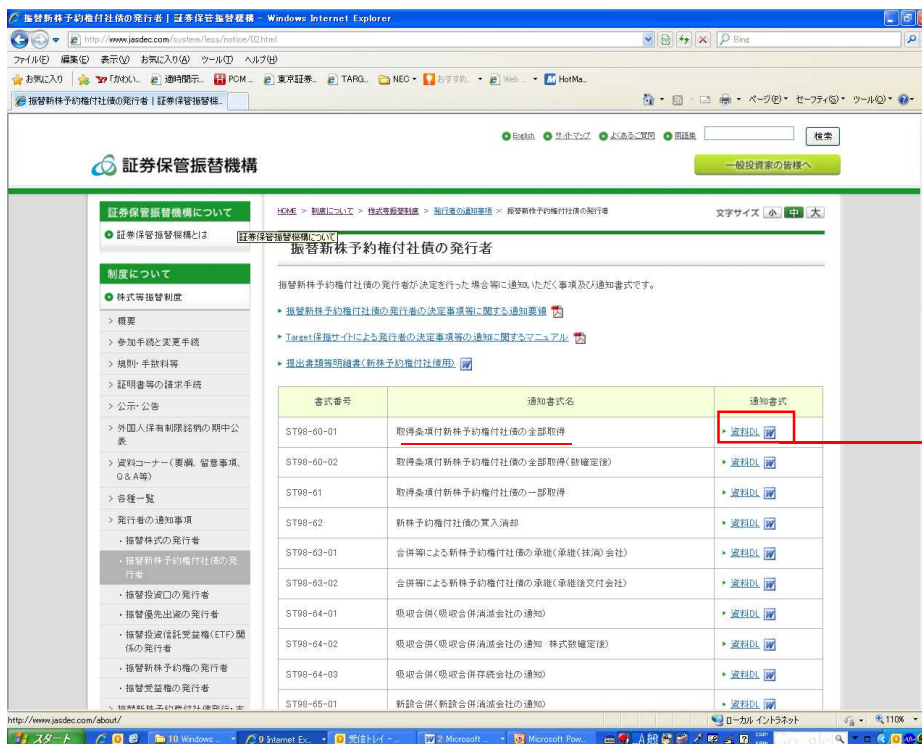 振替新株予約権付社債の発行者 | 証券保管振替機構 - Windows Internet Explorer
http://www.jasdec.com/system/less/notice/02.html
Bing
ファイル(F) 編集(E) 表示(V) お気に入り(A) ツール(T) ヘルプ(H)
お気に入り
PCM ...
東京証券..
TARG..
NEC
おすすめ..
Web ..
HotMa..
振替新株予約権付社債の発行者 | 証券保管振替機..
ページ(P) セーフティ(S) ツール(O)
English サイトマップ よくあるご質問 用語集 検索
証券保管振替機構
一般投資家の皆様へ
証券保管振替機構について
証券保管振替機構とは
証券保管振替機構について
制度について
株式等振替制度
> 概要
> 参加手続と変更手続
> 規則・手数料等
> 証明書等の請求手続
> 公示・公告
> 外国人保有制限銘柄の期中公
表
> 資料コーナー(要綱、留意事項、
Q&A等)
> 各種一覧
> 発行者の通知事項
・振替株式の発行者
・振替新株予約権付社債の発
行者
・振替投資口の発行者
・振替優先出資の発行者
・振替投資信託受益権(ETF)関
係の発行者
・振替新株予約権の発行者
・振替受益権の発行者
HOME > 制度について > 株式等振替制度 > 発行者の通知事項 > 振替新株予約権付社債の発行者
文字サイズ 小 中 大
振替新株予約権付社債の発行者
振替新株予約権付社債の発行者が決定を行った場合等に通知いただく事項及び通知書式です。
振替新株予約権付社債の発行者の決定事項等に関する通知要領
Target保振サイトによる発行者の決定事項等の通知に関するマニュアル
提出書類等明細書(新株予約権付社債用)
書式番号 通知書式名 通知書式
ST98-60-01 取得条項付新株予約権付社債の全部取得 資料DL
ST98-60-02 取得条項付新株予約権付社債の全部取得(数確定後) 資料DL
ST98-61 取得条項付新株予約権付社債の一部取得 資料DL
ST98-62 新株予約権付社債の買入消却 資料DL
ST98-63-01 合併等による新株予約権付社債の承継(承継(抹消)会社) 資料DL
ST98-63-02 合併等による新株予約権付社債の承継(承継後交付会社) 資料DL
ST98-64-01 吸収合併(吸収合併消滅会社の通知) 資料DL
ST98-64-02 吸収合併(吸収合併消滅会社の通知 株式数確定後) 資料DL
ST98-64-03 吸収合併(吸収合併存続会社の通知) 資料DL
ST98-65-01 新設合併(新設合併消滅会社の通知) 資料DL
http://www.jasdec.com/about/
ローカル イントラネット
110%
スタート
10 Windows ..
9 Internet Ex..
受信トレイ - ..
2 Microsoft ..
Microsoft Pow..
A 般